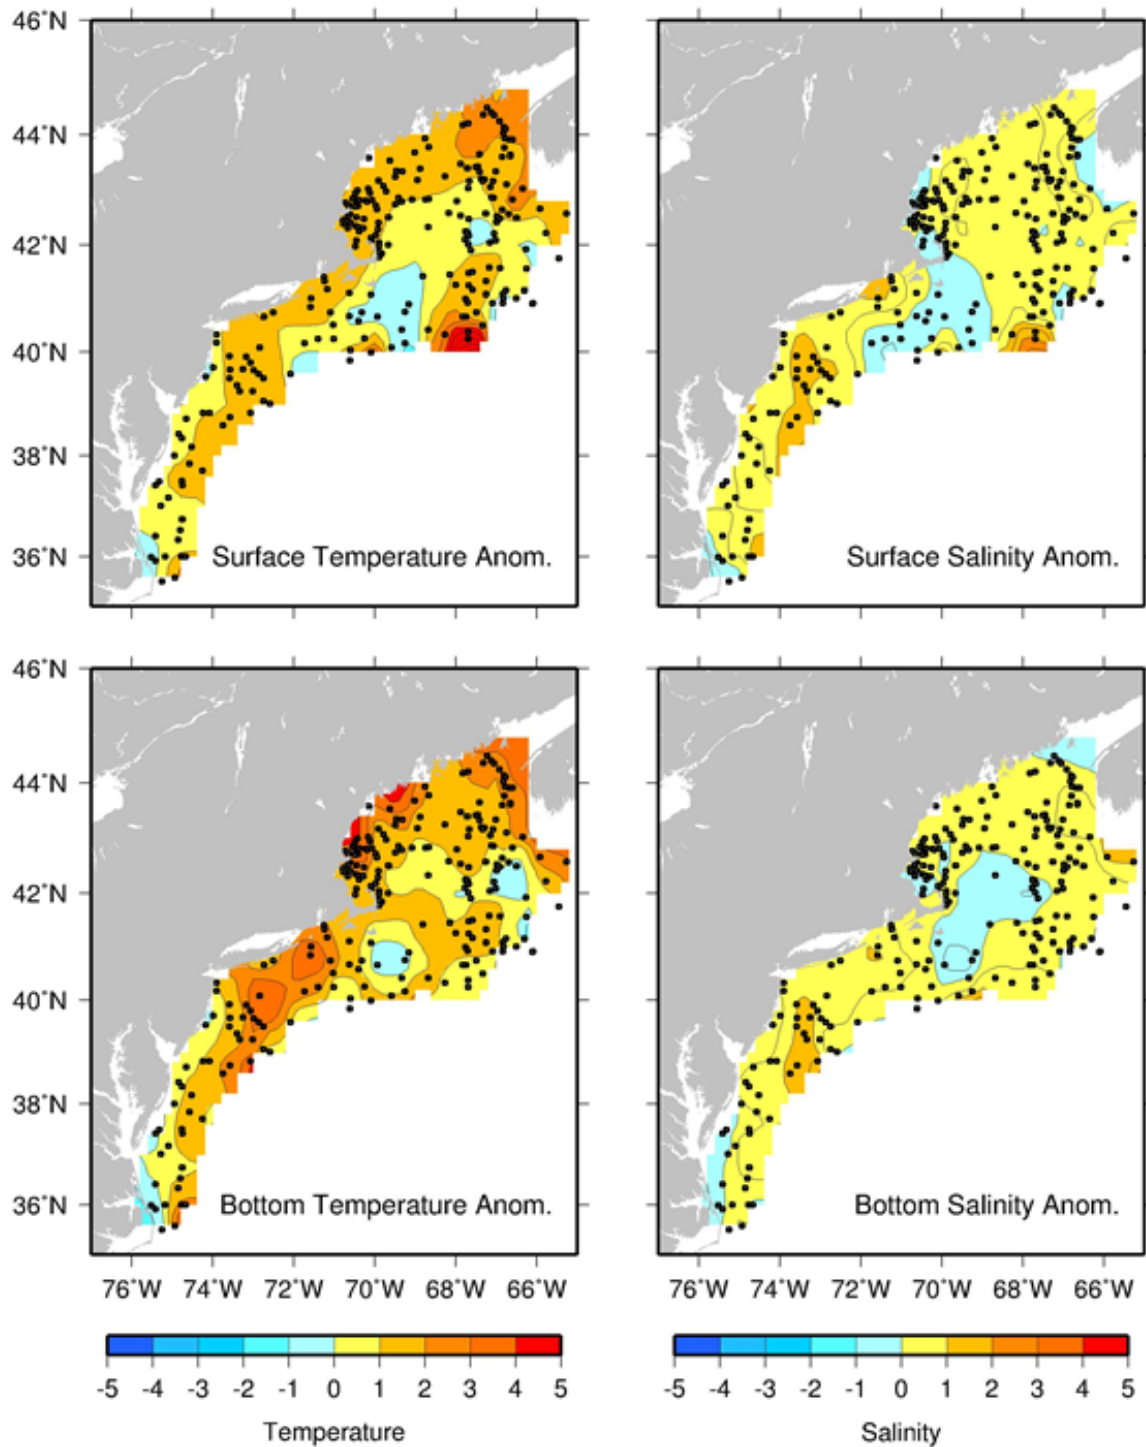 46°N
44°N
42°N
40°N
38°N
36°N
Surface Temperature Anom.
Surface Salinity Anom.
46°N
44°N
42°N
40°N
38°N
36°N
Bottom Temperature Anom.
Bottom Salinity Anom.
76°W 74°W 72°W 70°W 68°W 66°W
76°W 74°W 72°W 70°W 68°W 66°W
-5 -4 -3 -2 -1 0 1 2 3 4 5
-5 -4 -3 -2 -1 0 1 2 3 4 5
Temperature
Salinity